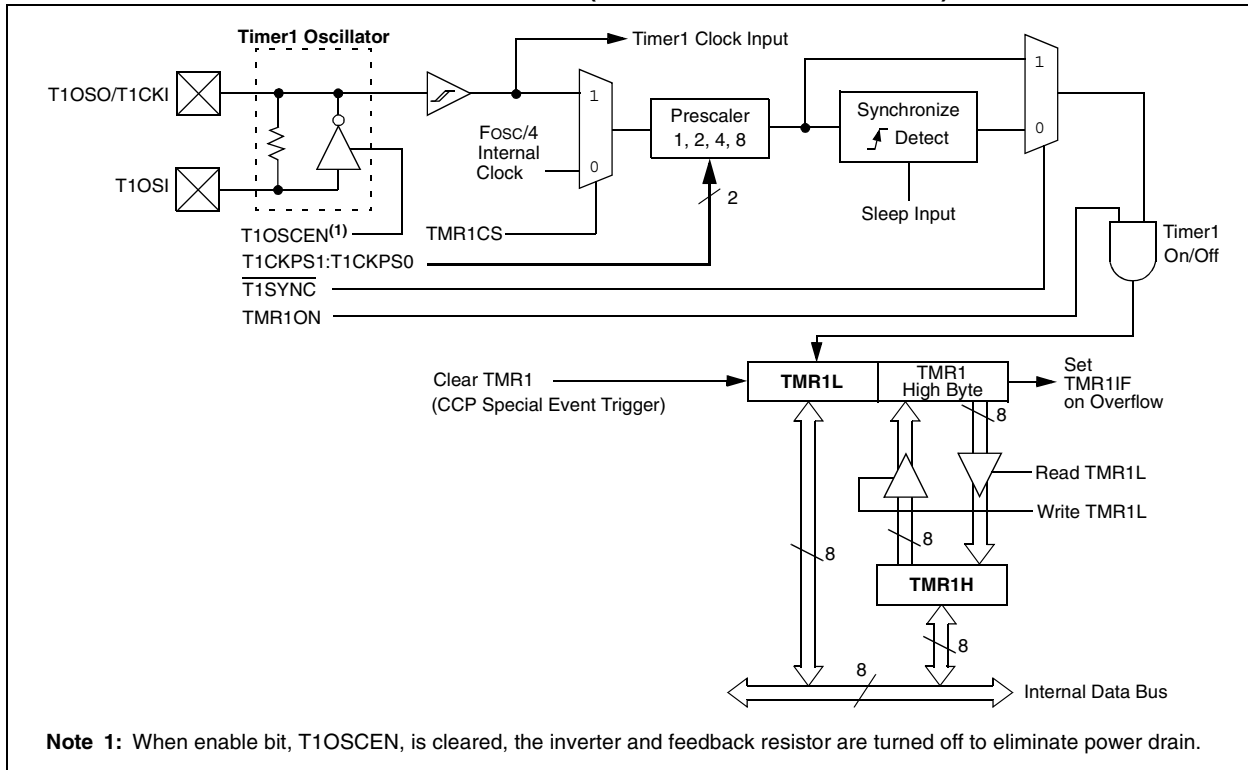 Timer1 Oscillator
Timer1 Clock Input
T1OSO/T1CKI
T1OSI
FOSC/4
Internal
Clock
1
0
Prescaler
1, 2, 4, 8
2
Synchronize
Detect
Sleep Input
1
0
T1OSCEN(1)
TMR1CS
T1CKPS1:T1CKPS0
T1SYNC
TMR1ON
Timer1
On/Off
Clear TMR1
(CCP Special Event Trigger)
TMR1L
TMR1
High Byte
Set
TMR1IF
on Overflow
8
Read TMR1L
Write TMR1L
8
8
TMR1H
8
8
Internal Data Bus
Note 1: When enable bit, T1OSCEN, is cleared, the inverter and feedback resistor are turned off to eliminate power drain.